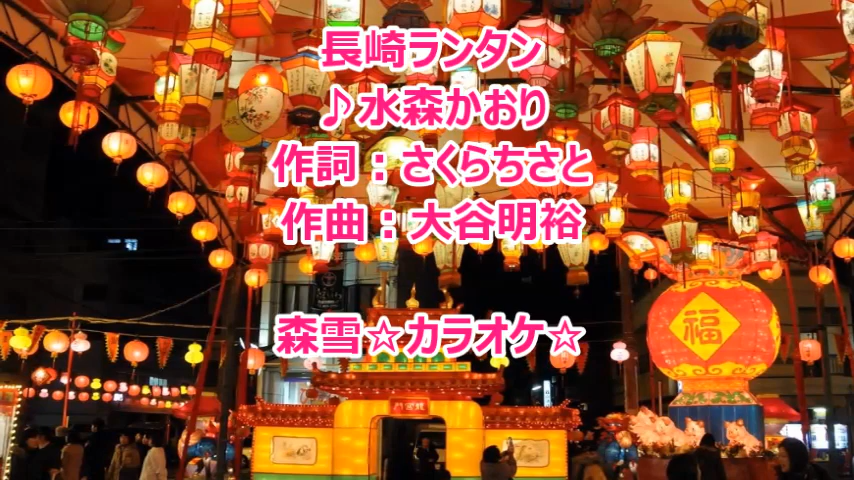 長崎ランタン
♪水森かおり
作詞：さくらちさと
作曲：大谷明裕
森雪☆カラオケ☆
福